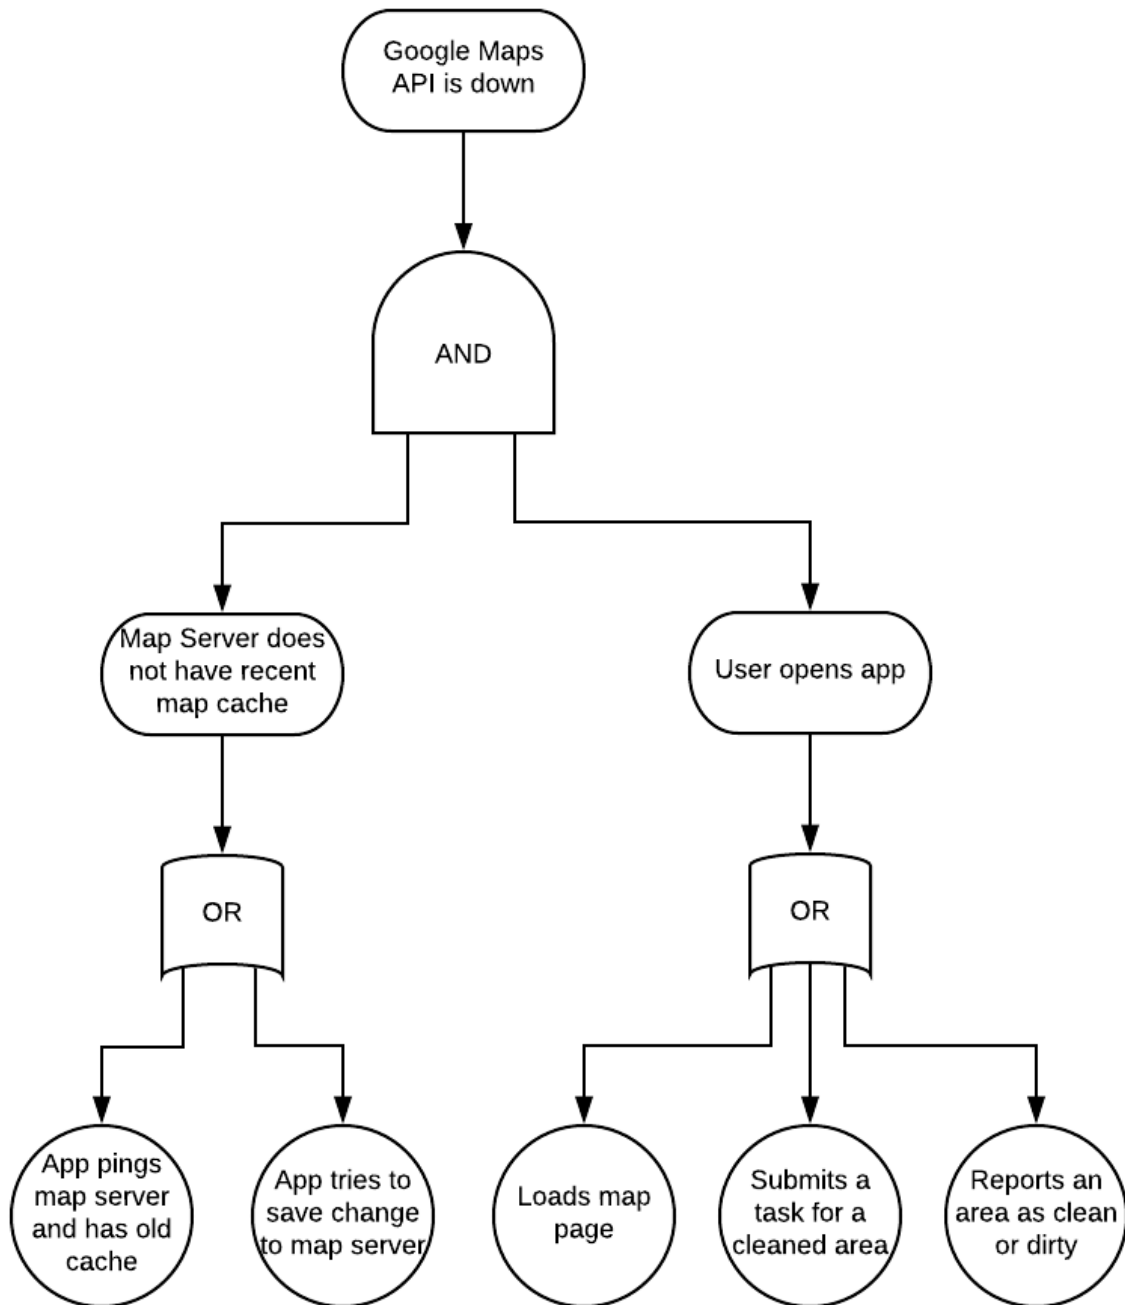 Google Maps
API is down
AND
Map Server does
not have recent
map cache
User opens app
OR
OR
App pings
map server
and has old
cache
App tries to
save change
to map server
Loads map
page
Submits a
task for a
cleaned area
Reports an
area as clean
or dirty